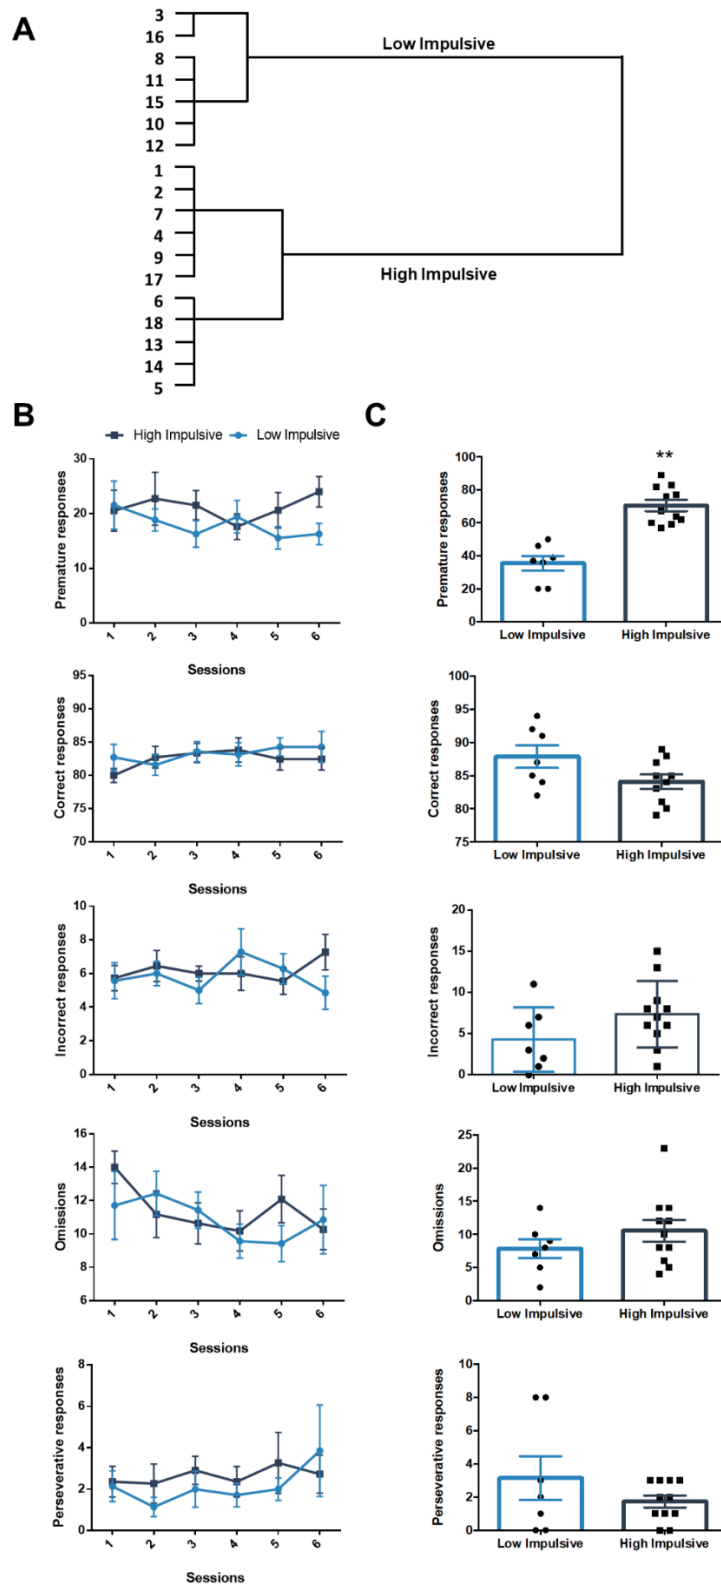 A
3
16
8
11
15
10
12
Low Impulsive
1
2
7
4
9
17
High Impulsive
6
18
13
14
5
B
High Impulsive Low Impulsive
Premature responses
30
20
10
0
1 2 3 4 5 6
Sessions
Correct responses
95
90
85
80
75
70
1 2 3 4 5 6
Sessions
Incorrect responses
10
8
6
4
2
0
1 2 3 4 5 6
Sessions
Omissions
16
14
12
10
8
6
1 2 3 4 5 6
Sessions
Perseverative responses
8
6
4
2
0
1 2 3 4 5 6
Sessions
C
Premature responses
100
80
60
40
20
0
**
Low Impulsive High Impulsive
Correct responses
100
95
90
85
80
75
Low Impulsive High Impulsive
Incorrect responses
20
15
10
5
0
Low Impulsive High Impulsive
Omissions
25
20
15
10
5
0
Low Impulsive High Impulsive
Perseverative responses
10
8
6
4
2
0
Low Impulsive High Impulsive